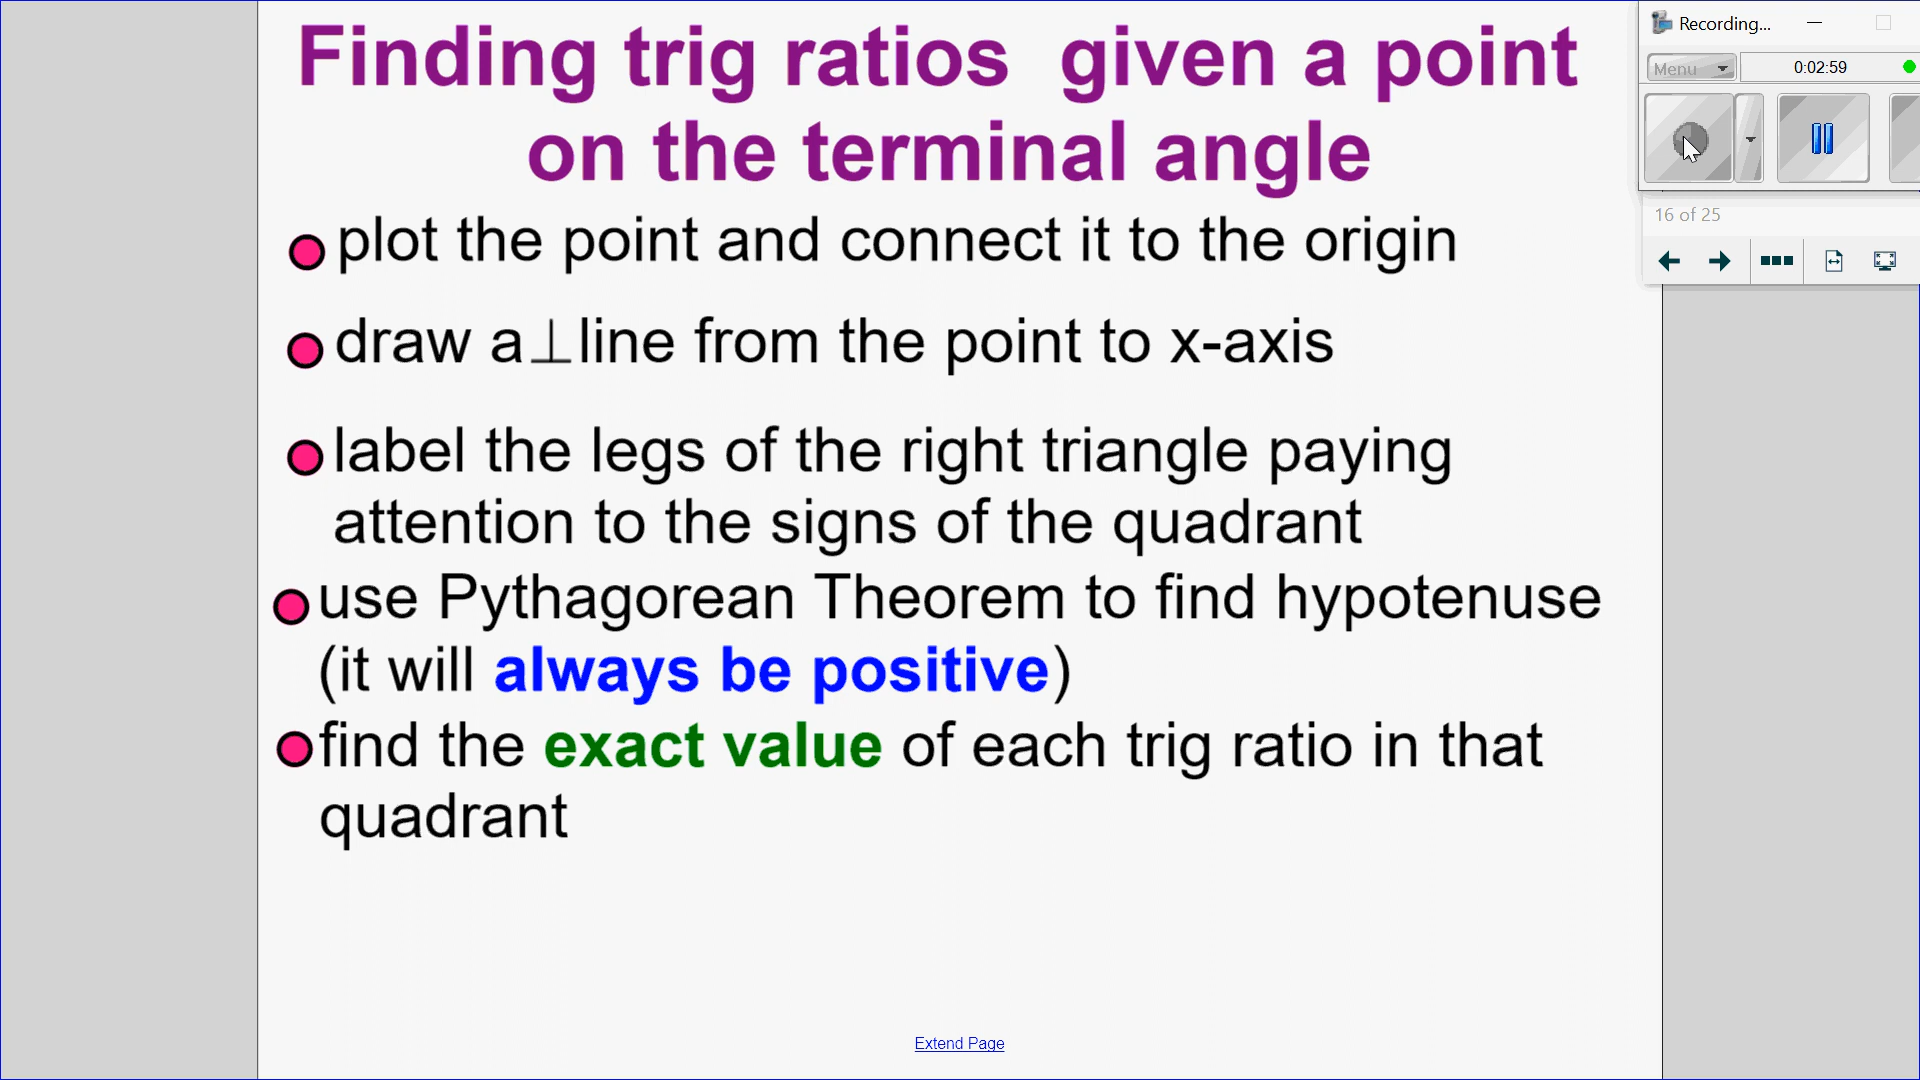 Finding trig ratios given a point
on the terminal angle
plot the point and connect it to the origin
draw a⊥line from the point to x-axis
label the legs of the right triangle paying
attention to the signs of the quadrant
use Pythagorean Theorem to find hypotenuse
(it will always be positive)
find the exact value of each trig ratio in that
quadrant
Extend Page
Recording...
Menu
0:02:59
16 of 25